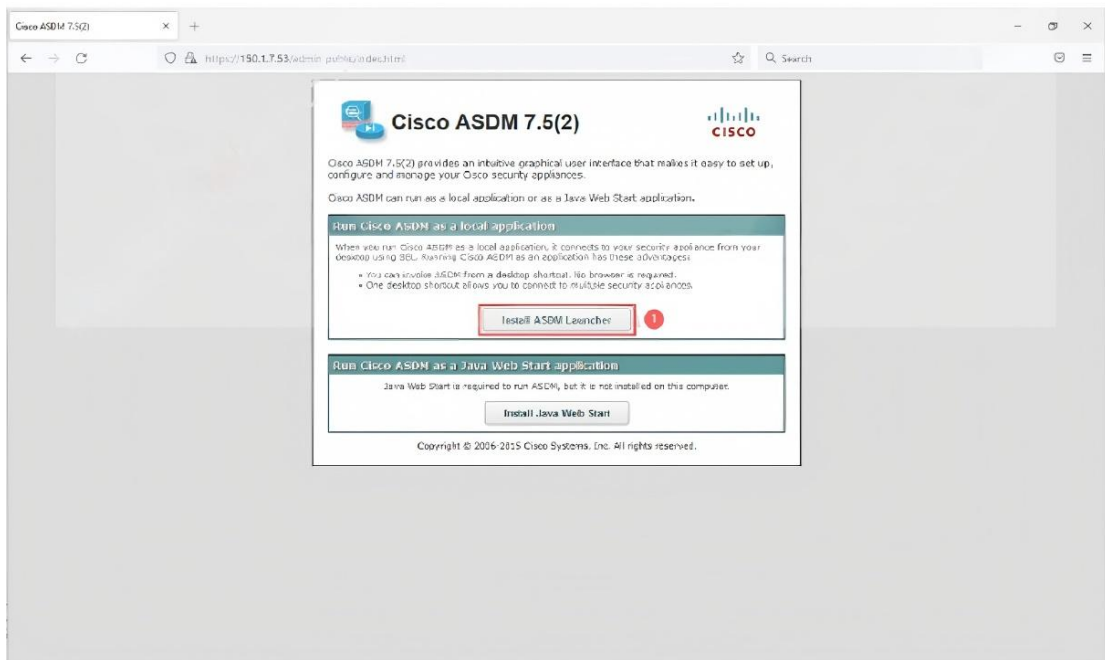 Cisco ASDM 7.5(2)
https://150.1.7.53/admin/public/index.html
Search
Cisco ASDM 7.5(2)
CISCO
Cisco ASDM 7.5(2) provides an intuitive graphical user interface that makes it easy to set up,
configure and manage your Cisco security appliances.
Cisco ASDM can run as a local application or as a Java Web Start application.
Run Cisco ASDM as a local application
When you run Cisco ASDM as a local application, it connects to your security appliance from your
desktop using SSL. Running Cisco ASDM as an application has these advantages:
• You can invoke ASDM from a desktop shortcut. No browser is required.
• One desktop shortcut allows you to connect to multiple security appliances.
Install ASDM Launcher
1
Run Cisco ASDM as a Java Web Start application
Java Web Start is required to run ASDM, but it is not installed on this computer.
Install Java Web Start
Copyright © 2006-2015 Cisco Systems, Inc. All rights reserved.